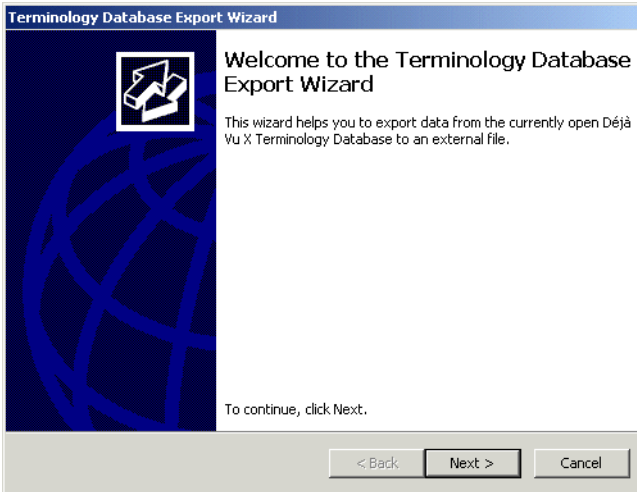 Terminology Database Export Wizard
Welcome to the Terminology Database
Export Wizard
This wizard helps you to export data from the currently open Déjà
Vu X Terminology Database to an external file.
To continue, click Next.
< Back
Next >
Cancel